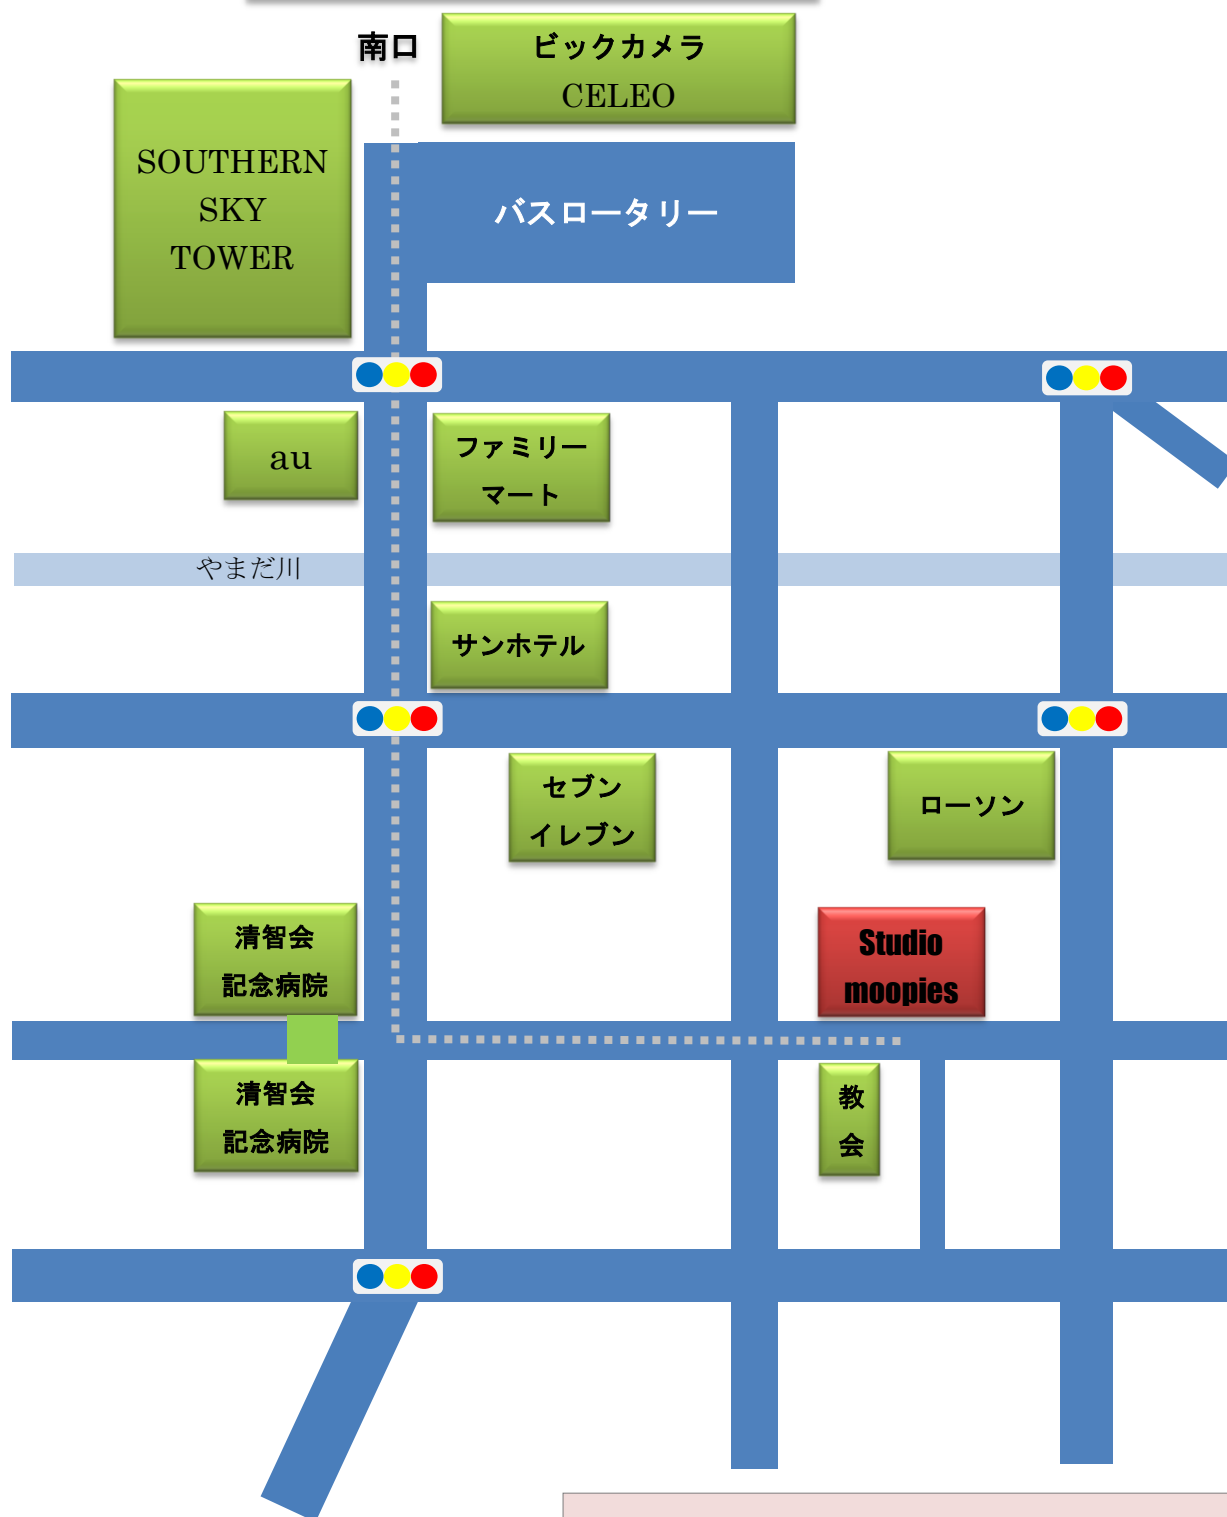 南口
ビックカメラ
CELEO
SOUTHERN
SKY
TOWER
バスロータリー
au
ファミリー
マート
やまだ川
サンホテル
セブン
イレブン
ローソン
清智会
記念病院
Studio
moopies
清智会
記念病院
教
会